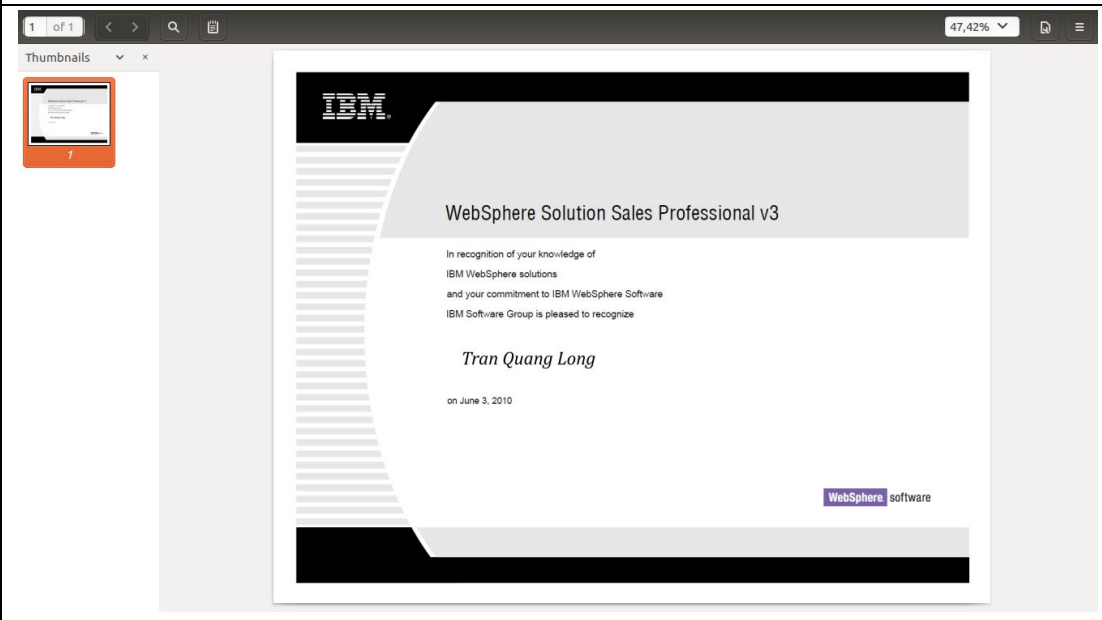 1 of 1
47,42%
Thumbnails
1
IBM®
WebSphere Solution Sales Professional v3
In recognition of your knowledge of
IBM WebSphere solutions
and your commitment to IBM WebSphere Software
IBM Software Group is pleased to recognize
Tran Quang Long
on June 3, 2010
WebSphere software